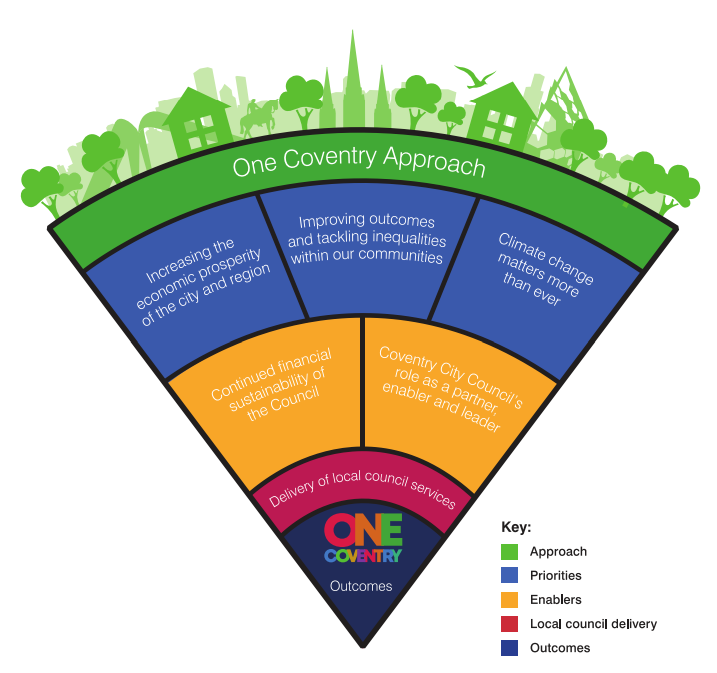 One Coventry Approach
Increasing the
economic prosperity
of the city and region
Improving outcomes
and tackling inequalities
within our communities
Climate change
matters more
than ever
Continued financial
sustainability of
the Council
Coventry City Council's
role as a partner,
enabler and leader
Delivery of local council services
ONE
COVENTRY
Outcomes
Key:
Approach
Priorities
Enablers
Local council delivery
Outcomes